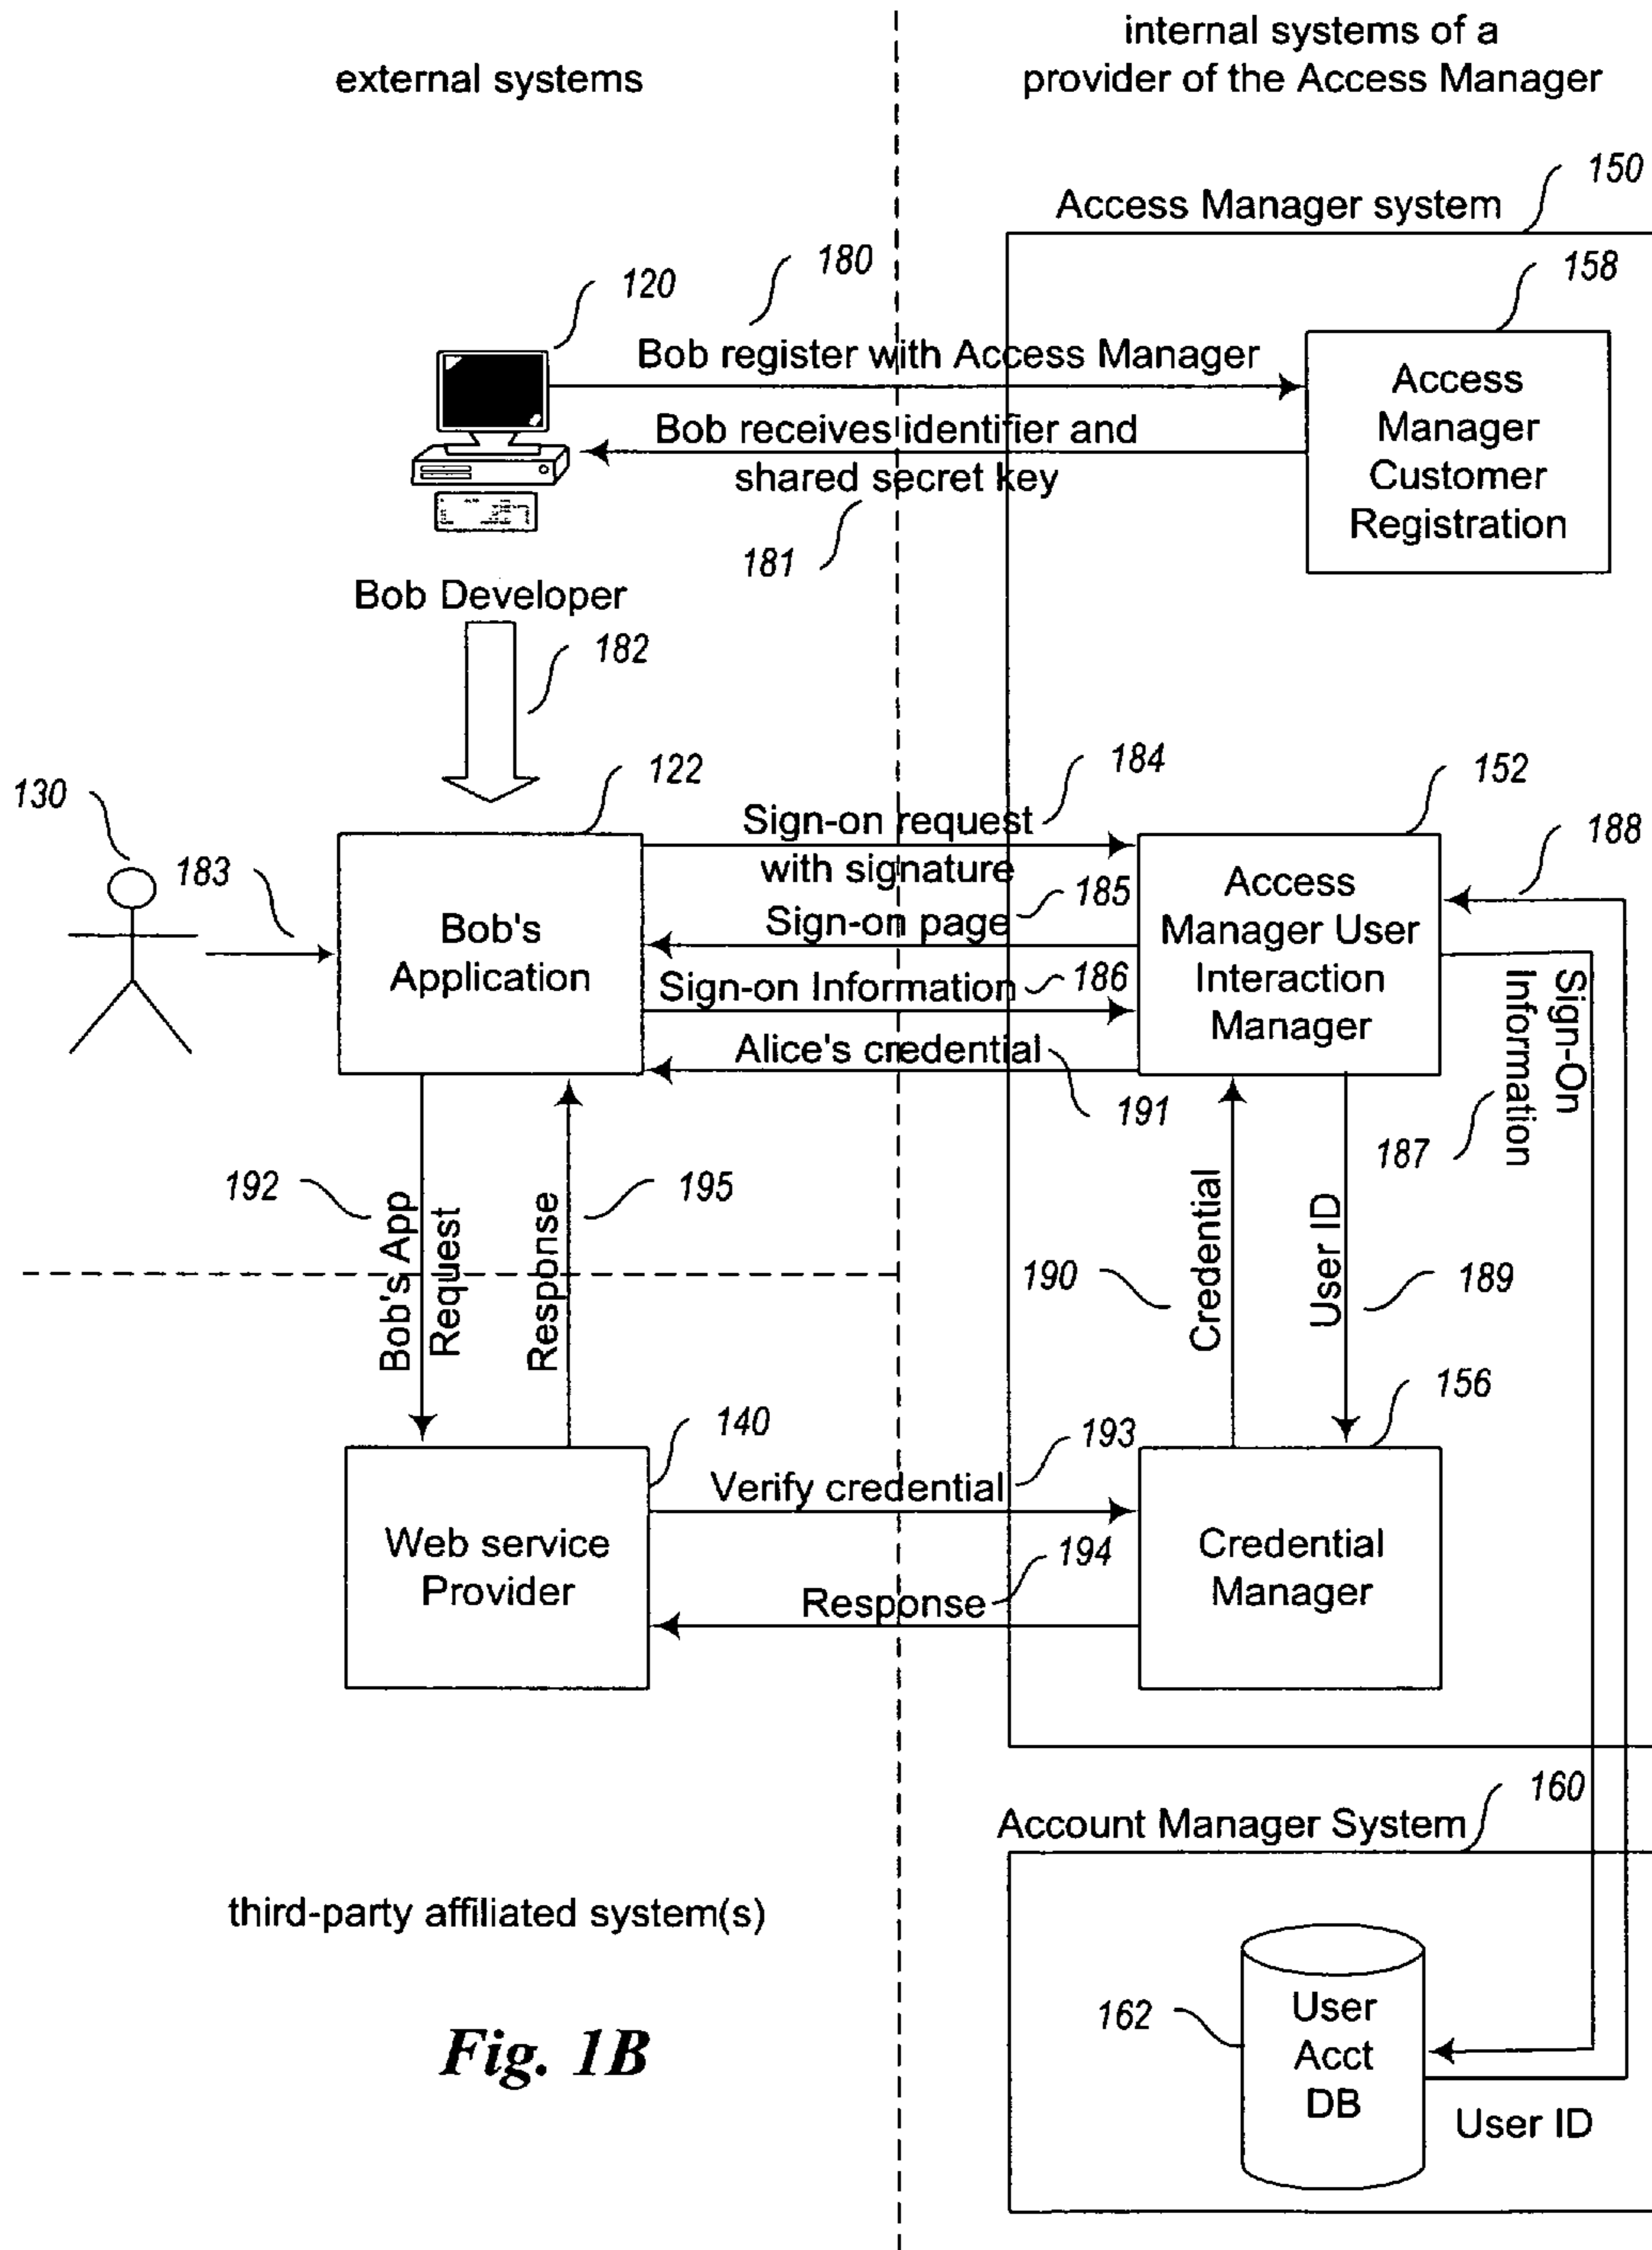 external systems
internal systems of a
provider of the Access Manager
150
Access Manager system
158
180
120
Bob register with Access Manager
Access
Manager
Customer
Registration
Bob receives identifier and
shared secret key
181
Bob Developer
182
122
184
152
130
183
188
Sign-on request
with signature
185
Sign-on page
Bob's
Application
Access
Manager User
Interaction
Manager
Sign-on Information
186
Alice's credential
191
Sign-On
Information
187
192
195
Bob's App
Request
Response
190
Credential
User ID
189
156
140
193
Verify credential
Web service
Provider
Credential
Manager
194
Response
160
Account Manager System
third-party affiliated system(s)
162
User
Acct
DB
User ID
Fig. 1B